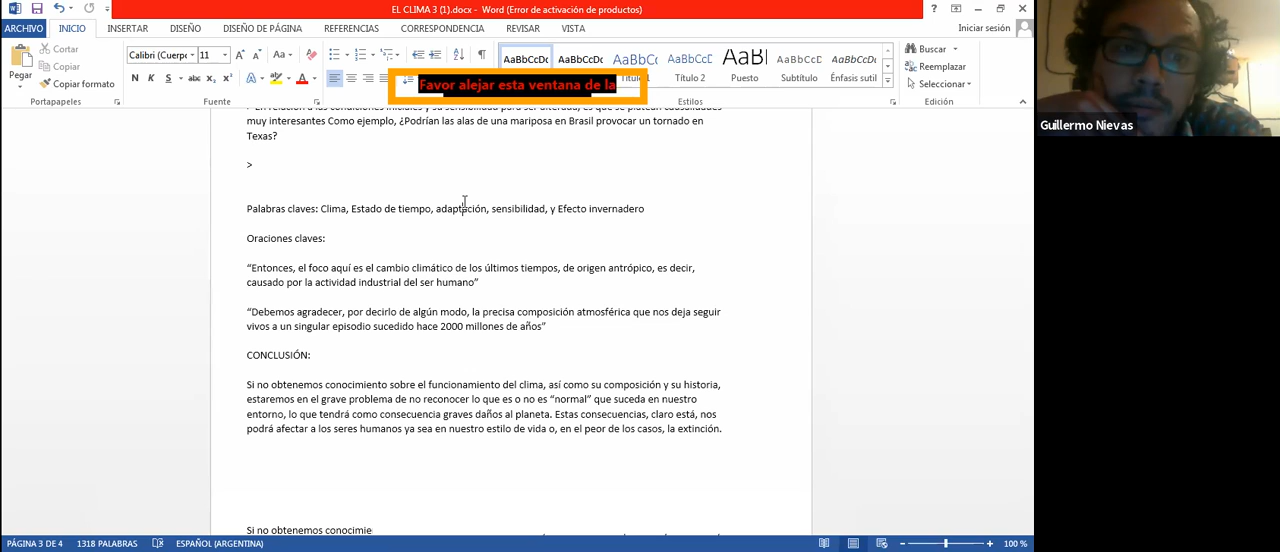 EL CLIMA 3 (1).docx - Word (Error de activación de productos)
ARCHIVO INICIO INSERTAR DISEÑO DISEÑO DE PÁGINA REFERENCIAS CORRESPONDENCIA REVISAR VISTA Iniciar sesión
Pegar
Cortar
Copiar
Copiar formato
Portapapeles
Calibri (Cuerpo 11
N K S abc x₂ x²
Fuente
Favor alejar esta ventana de la
AaBbCcDc AaBbCcDc AaBbC AaBbCcC AaBbI AaBbCcD AaBbCcDc
Título 1 Título 2 Puesto Subtítulo Énfasis sutil
Estilos
Buscar
Reemplazar
Seleccionar
Edición
Guillermo Nievas
muy interesantes Como ejemplo, ¿Podrían las alas de una mariposa en Brasil provocar un tornado en
Texas?
>
Palabras claves: Clima, Estado de tiempo, adaptación, sensibilidad, y Efecto invernadero
Oraciones claves:
“Entonces, el foco aquí es el cambio climático de los últimos tiempos, de origen antrópico, es decir,
causado por la actividad industrial del ser humano”
“Debemos agradecer, por decirlo de algún modo, la precisa composición atmosférica que nos deja seguir
vivos a un singular episodio sucedido hace 2000 millones de años”
CONCLUSIÓN:
Si no obtenemos conocimiento sobre el funcionamiento del clima, así como su composición y su historia,
estaremos en el grave problema de no reconocer lo que es o no es “normal” que suceda en nuestro
entorno, lo que tendrá como consecuencia graves daños al planeta. Estas consecuencias, claro está, nos
podrá afectar a los seres humanos ya sea en nuestro estilo de vida o, en el peor de los casos, la extinción.
Si no obtenemos conocimie
PÁGINA 3 DE 4 1318 PALABRAS ESPAÑOL (ARGENTINA) 100 %